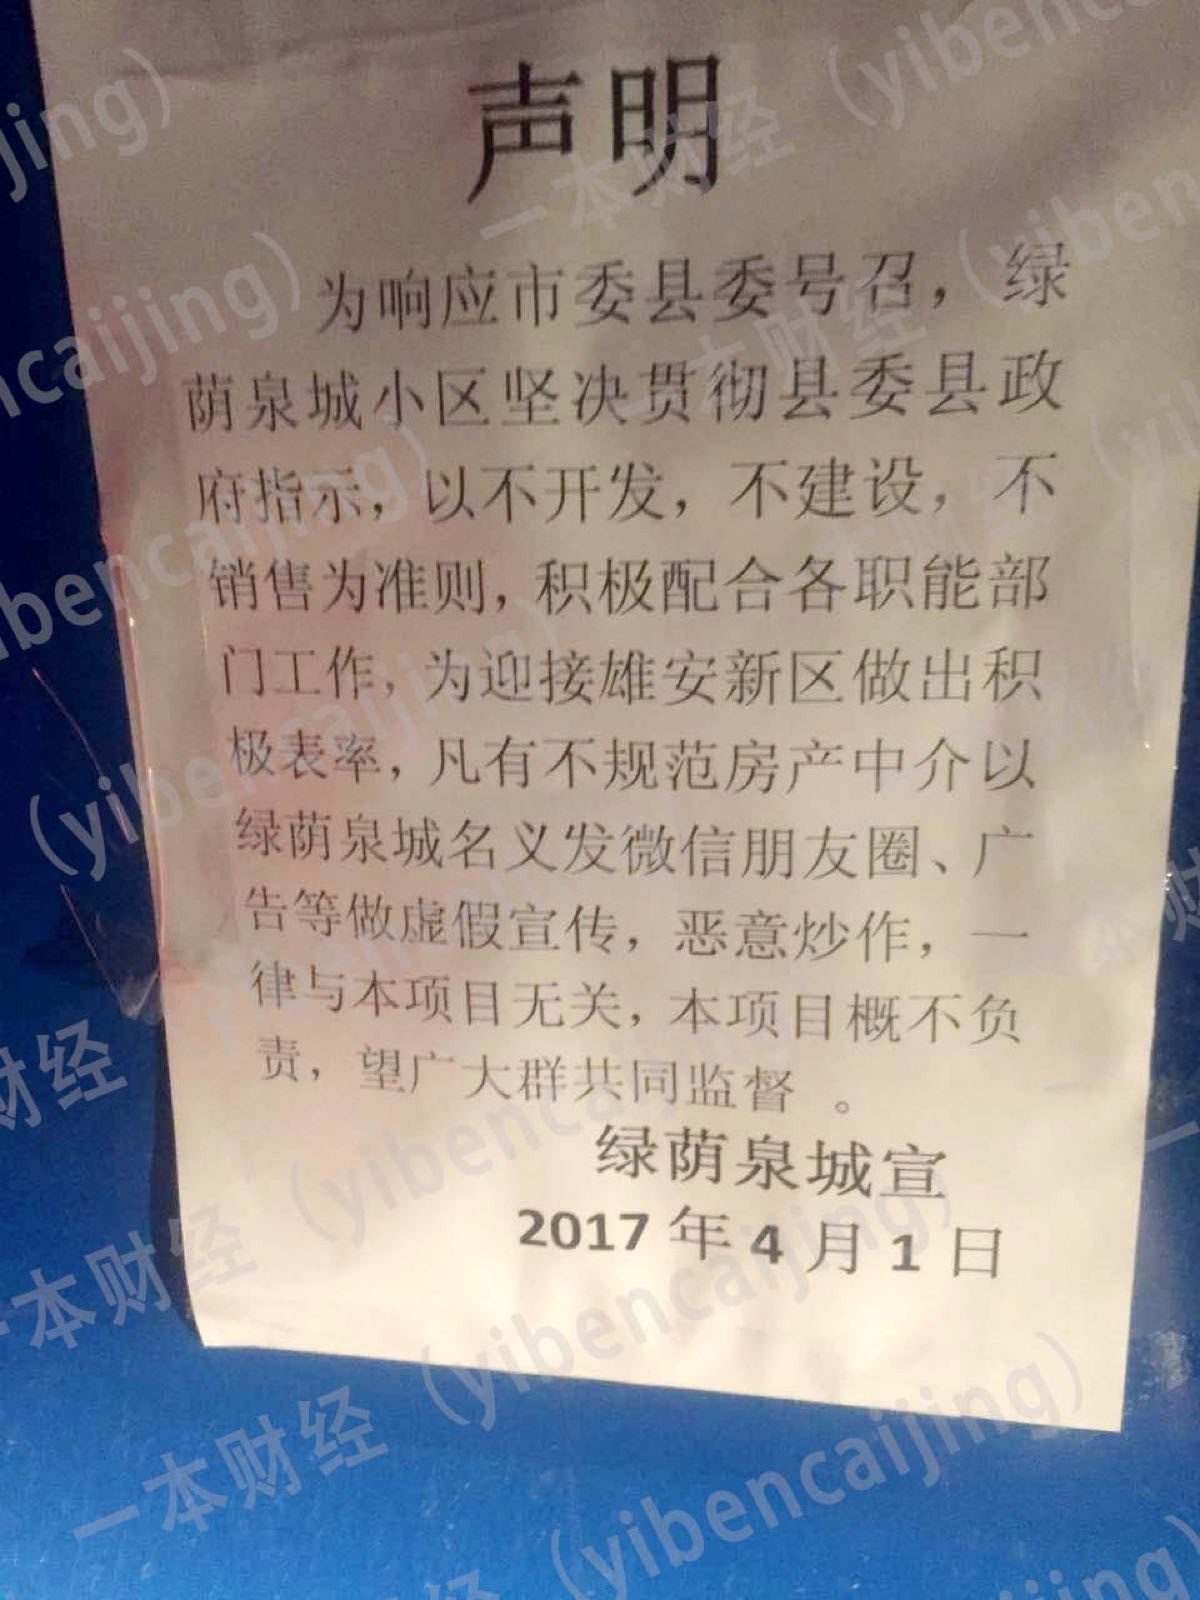 声明
为响应市委县委号召，绿
荫泉城小区坚决贯彻县委县政
府指示，以不开发，不建设，不
销售为准则，积极配合各职能部
门工作，为迎接雄安新区做出积
极表率，凡有不规范房产中介以
绿荫泉城名义发微信朋友圈、广
告等做虚假宣传，恶意炒作，一
律与本项目无关，本项目概不负
责，望广大群共同监督 。
绿荫泉城宣
2017 年 4 月 1 日
一本财经（yibencaijing）